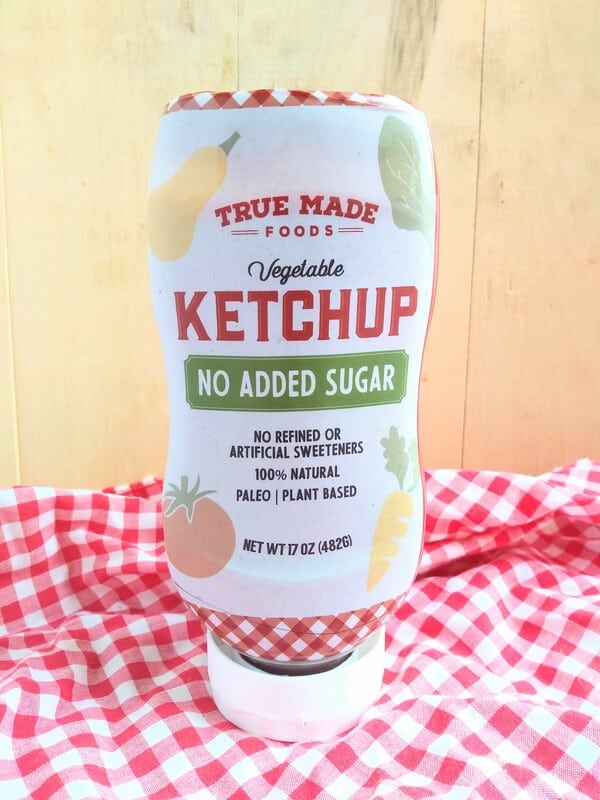 TRUE MADE
FOODS
Vegetable
KETCHUP
NO ADDED SUGAR
NO REFINED OR
ARTIFICIAL SWEETENERS
100% NATURAL
PALEO | PLANT BASED
NET WT 17 OZ (482G)